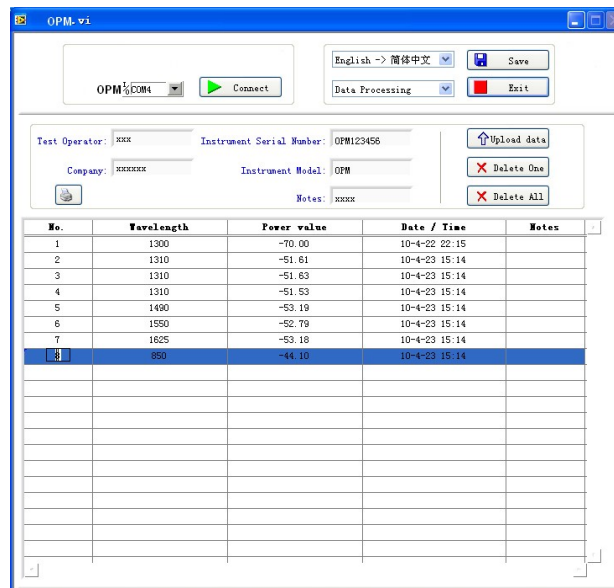 OPM.vi
English -> 简体中文
Save
OPM COM4
Connect
Data Processing
Exit
Test Operator: xxx
Instrument Serial Number: OPM123456
Upload data
Company: xxxxxx
Instrument Model: OPM
Delete One
Notes: xxxx
Delete All
No. Wavelength Power value Date / Time Notes
1 1300 -70.00 10-4-22 22:15
2 1310 -51.61 10-4-23 15:14
3 1310 -51.63 10-4-23 15:14
4 1310 -51.53 10-4-23 15:14
5 1490 -53.19 10-4-23 15:14
6 1550 -52.79 10-4-23 15:14
7 1625 -53.18 10-4-23 15:14
8 850 -44.10 10-4-23 15:14